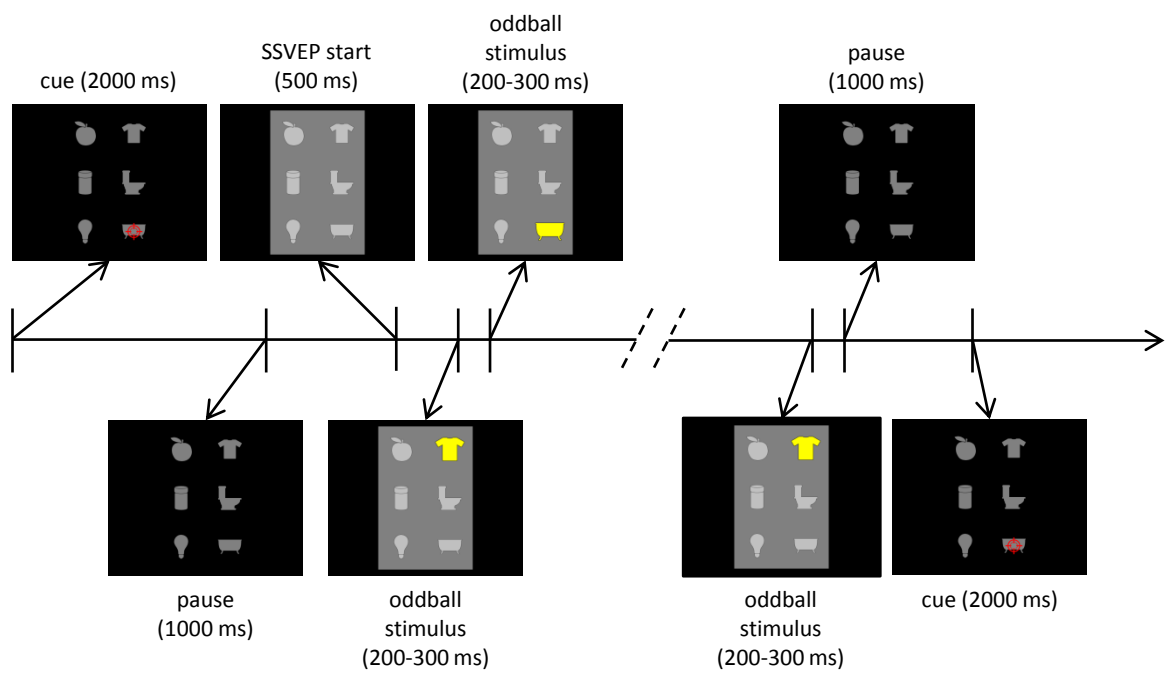 cue (2000 ms)
SSVEP start
(500 ms)
oddball
stimulus
(200-300 ms)
pause
(1000 ms)
pause
(1000 ms)
oddball
stimulus
(200-300 ms)
oddball
stimulus
(200-300 ms)
cue (2000 ms)